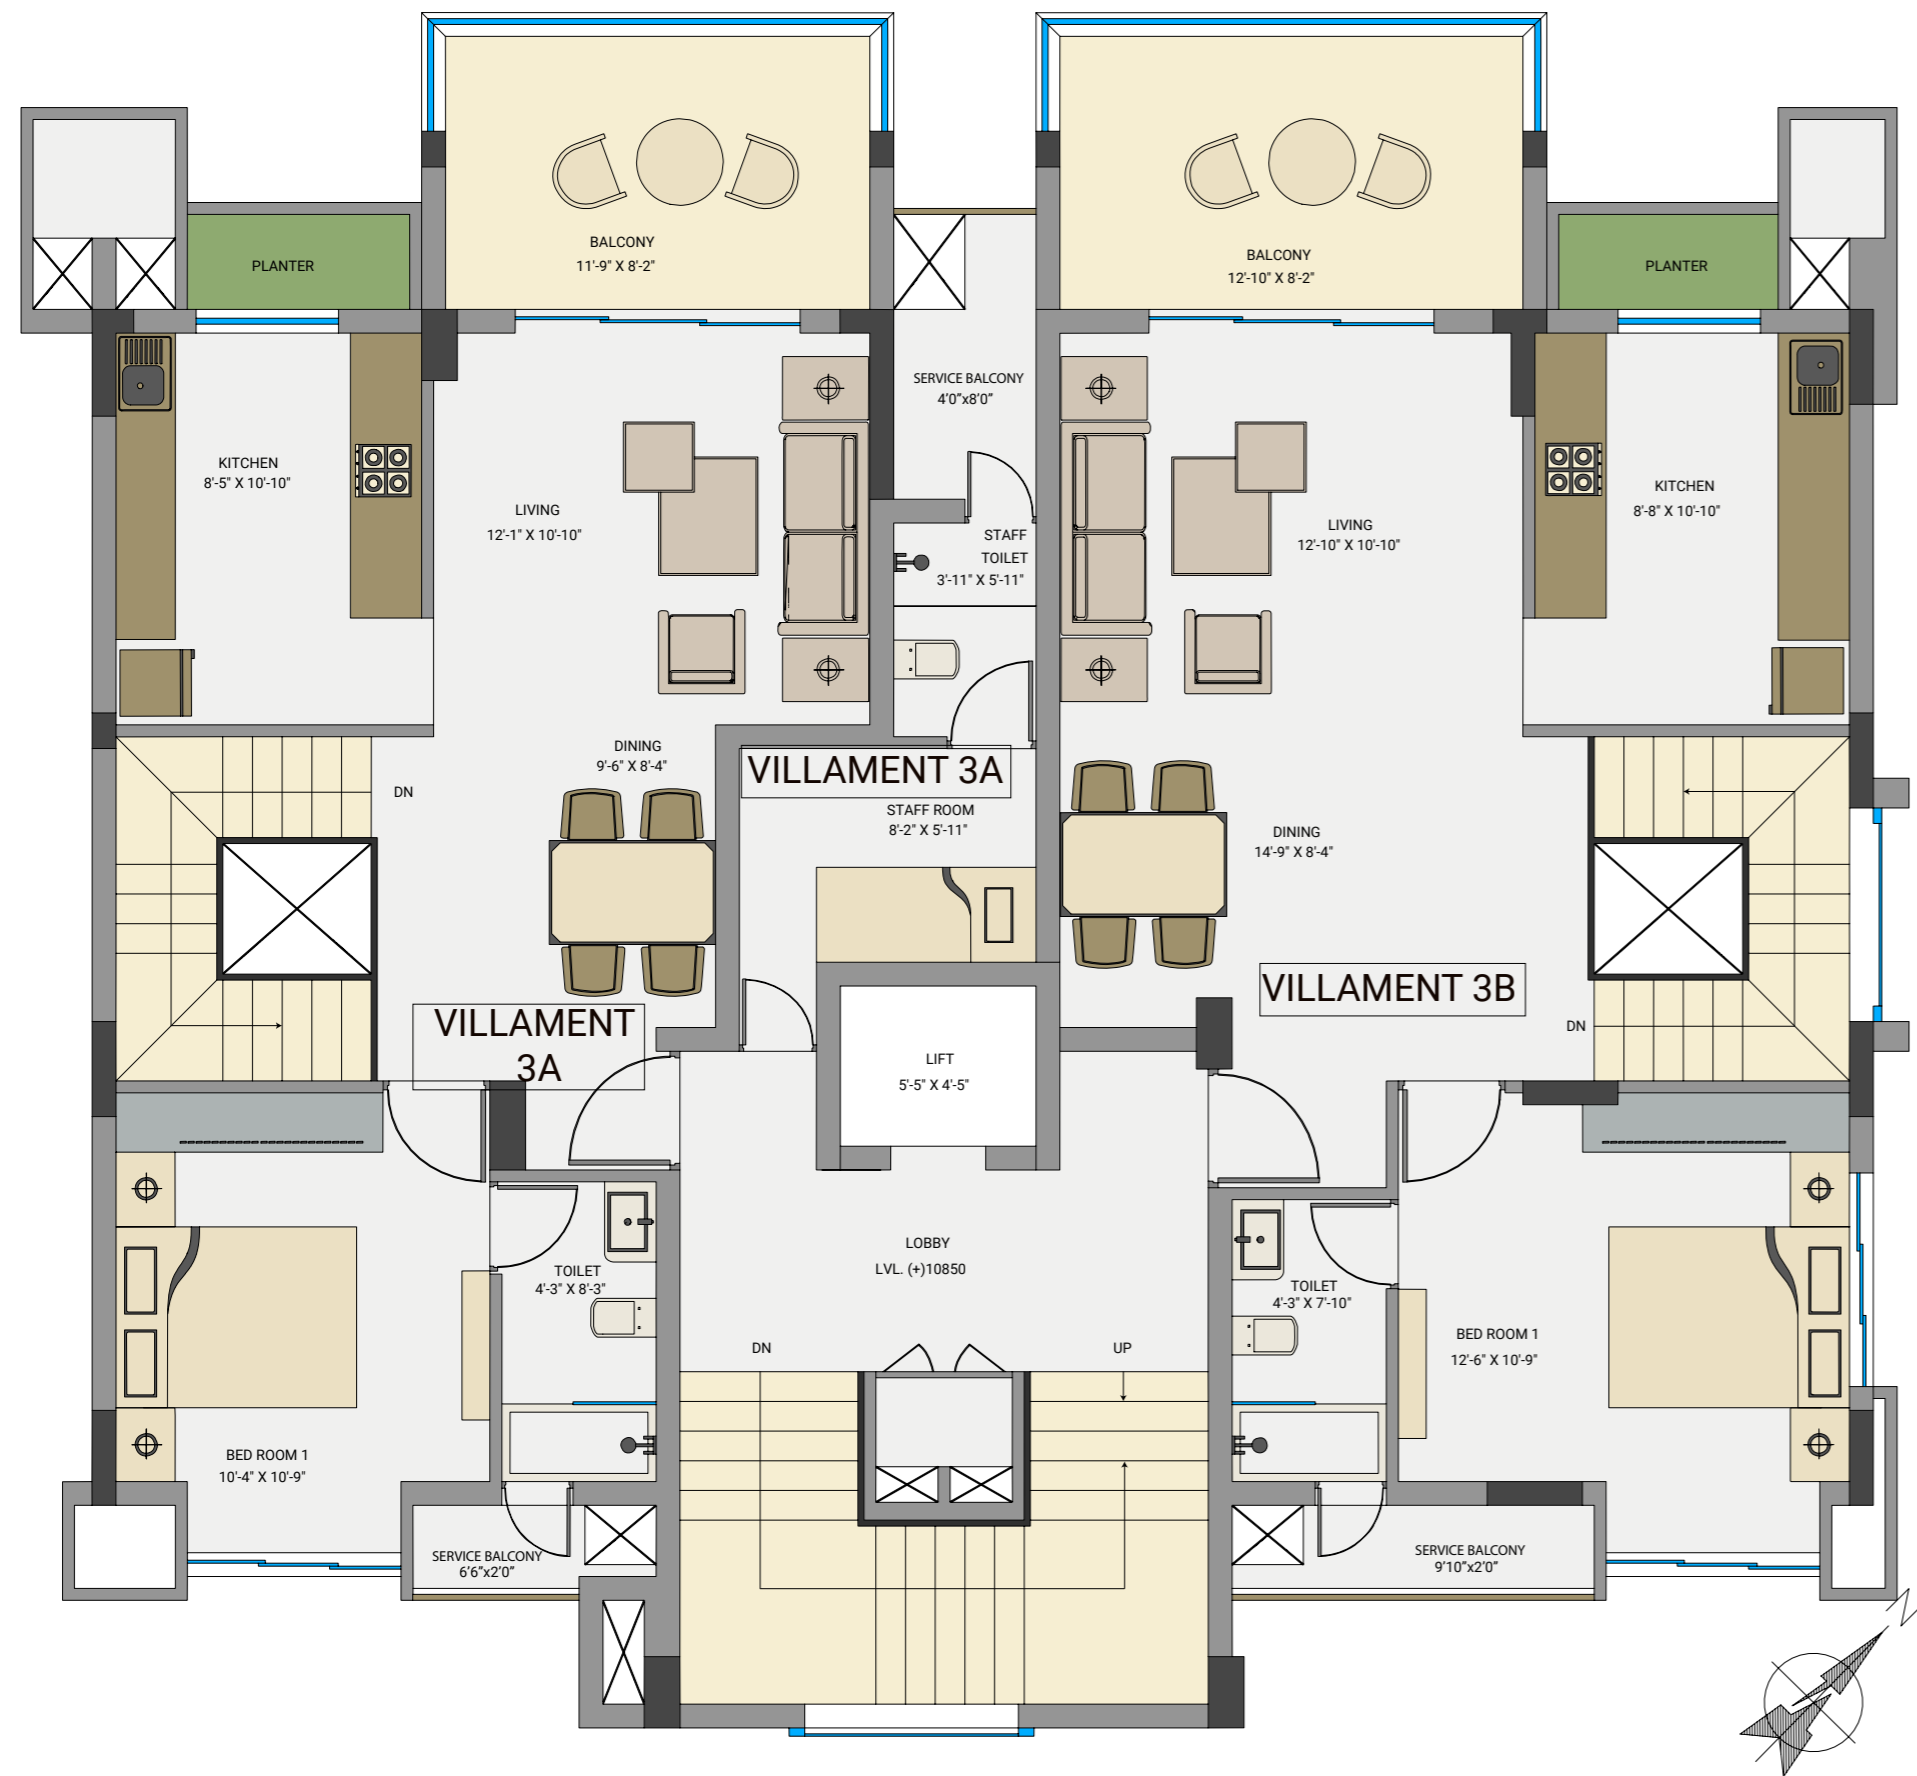 BALCONY
11'-9" X 8'-2"
BALCONY
12'-10" X 8'-2"
PLANTER
PLANTER
SERVICE BALCONY
4'0"x8'0"
KITCHEN
8'-5" X 10'-10"
LIVING
12'-1" X 10'-10"
STAFF
TOILET
3'-11" X 5'-11"
LIVING
12'-10" X 10'-10"
KITCHEN
8'-8" X 10'-10"
DINING
9'-6" X 8'-4"
DN
VILLAMENT 3A
STAFF ROOM
8'-2" X 5'-11"
DINING
14'-9" X 8'-4"
VILLAMENT 3B
DN
VILLAMENT
3A
LIFT
5'-5" X 4'-5"
LOBBY
LVL. (+)10850
TOILET
4'-3" X 8'-3"
TOILET
4'-3" X 7'-10"
DN
UP
BED ROOM 1
12'-6" X 10'-9"
BED ROOM 1
10'-4" X 10'-9"
SERVICE BALCONY
6'6"x2'0"
SERVICE BALCONY
9'10"x2'0"
N